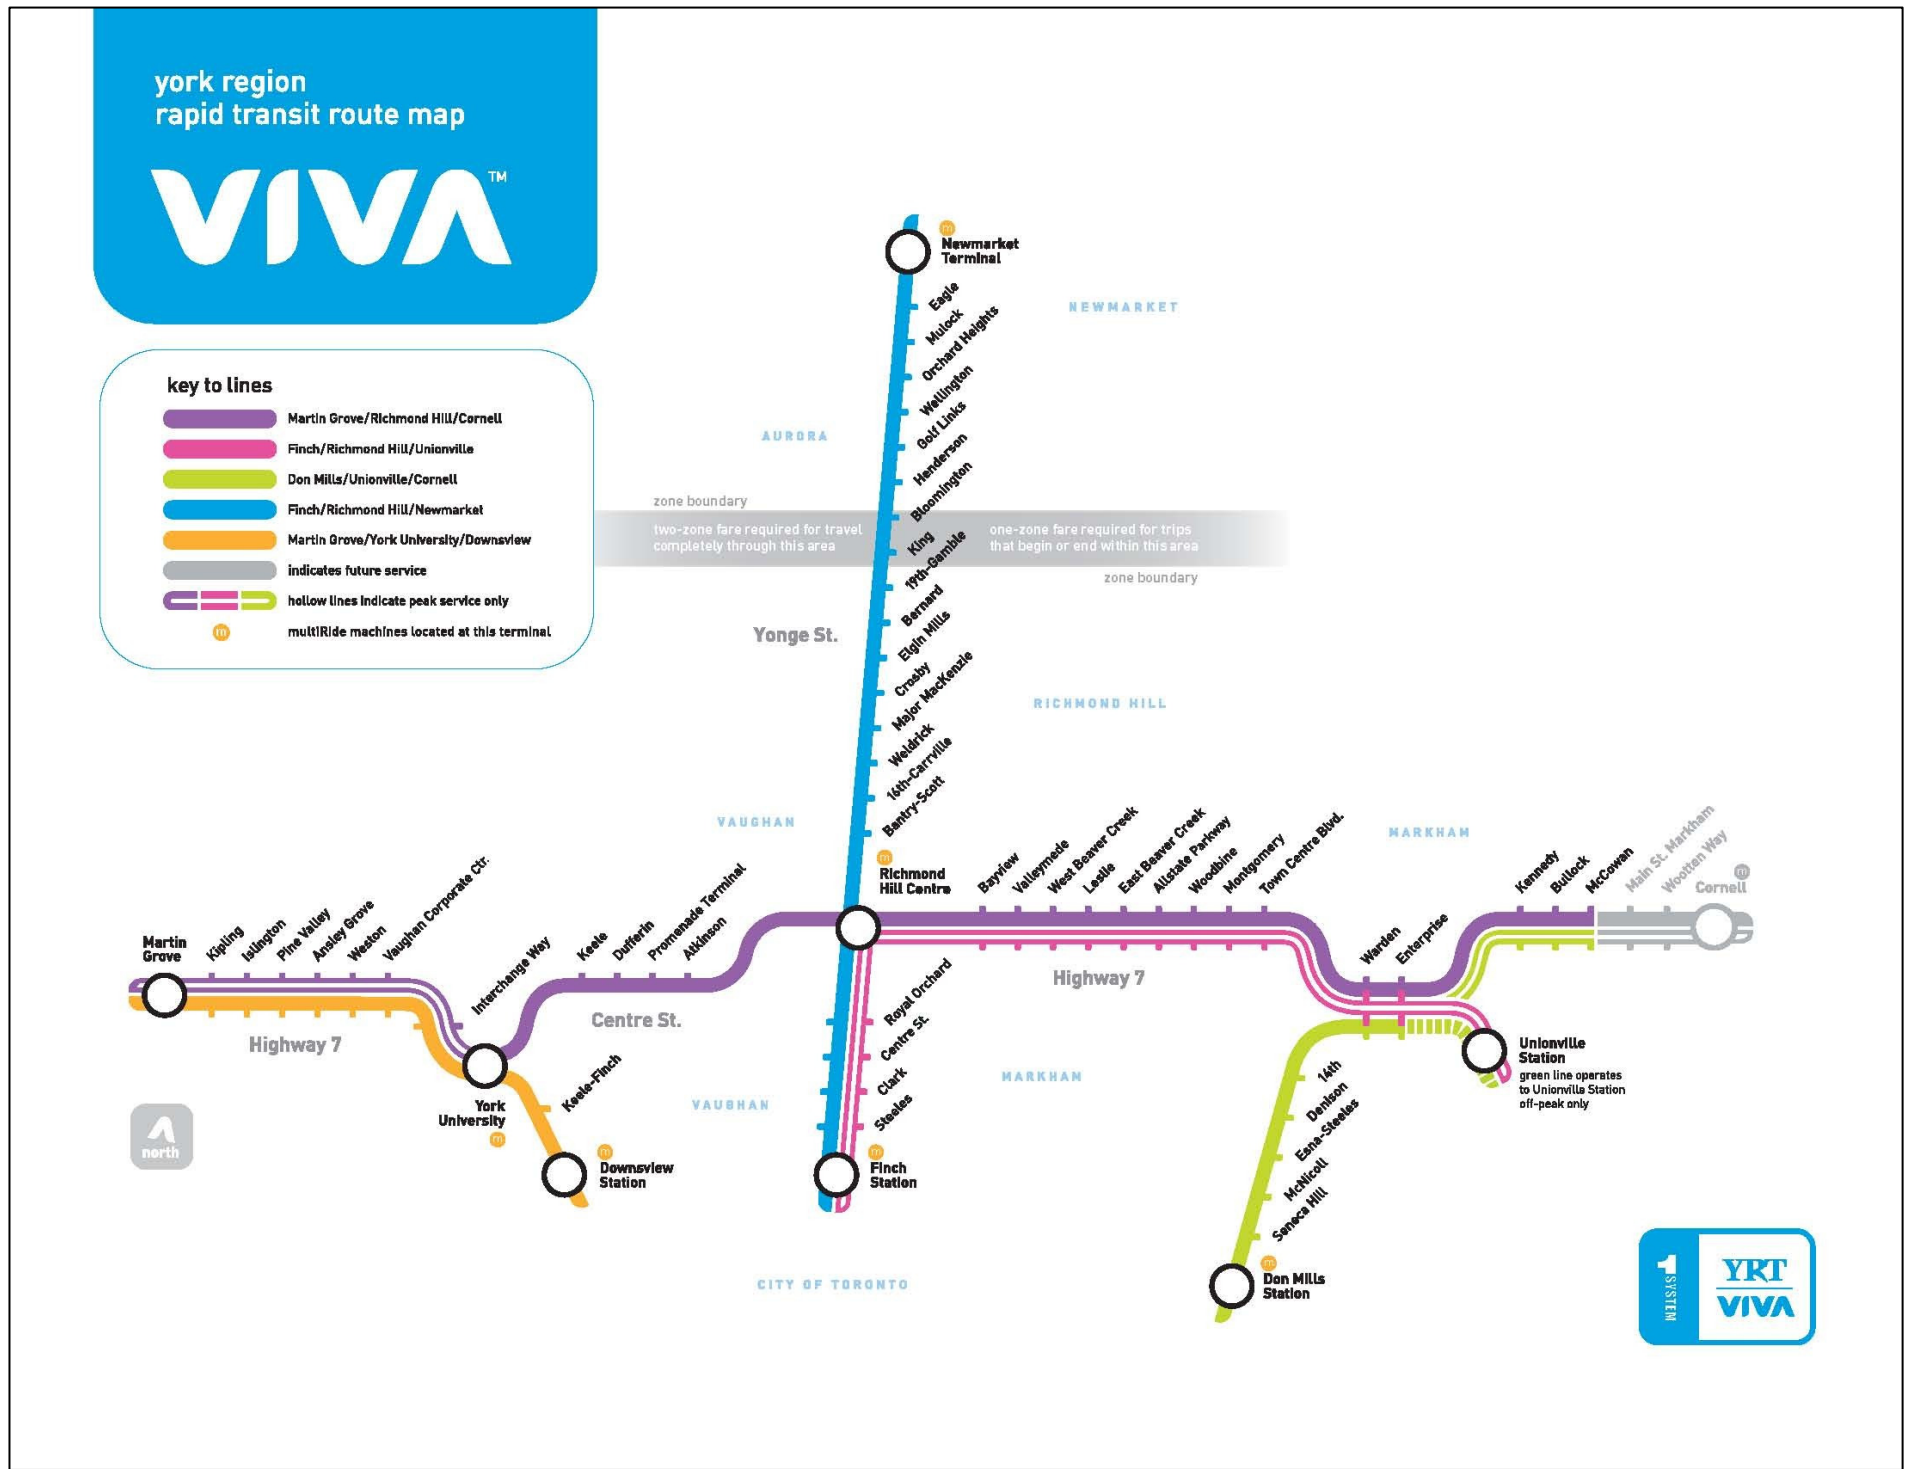 york region
rapid transit route map
VIVA™
key to lines
Martin Grove/Richmond Hill/Cornell
Finch/Richmond Hill/Unionville
Don Mills/Unionville/Cornell
Finch/Richmond Hill/Newmarket
Martin Grove/York University/Downsview
indicates future service
hollow lines indicate peak service only
m multiRide machines located at this terminal
m
Newmarket
Terminal
Eagle
Mulock
Orchard Heights
Wellington
Golf Links
Henderson
Bloomington
King
19th-Gamble
Bernard
Elgin Mills
Crosby
Major MacKenzie
Weldrick
16th-Carrville
Bantry-Scott
NEWMARKET
AURORA
zone boundary
two-zone fare required for travel
completely through this area
one-zone fare required for trips
that begin or end within this area
zone boundary
Yonge St.
RICHMOND HILL
VAUGHAN
MARKHAM
m
Richmond
Hill Centre
Martin
Grove
Kipling
Islington
Pine Valley
Ansley Grove
Weston
Vaughan Corporate Ctr.
Interchange Way
Keele
Dufferin
Promenade Terminal
Atkinson
Bayview
Valleymede
West Beaver Creek
Leslie
East Beaver Creek
Allstate Parkway
Woodbine
Montgomery
Town Centre Blvd.
Warden
Enterprise
Kennedy
Bullock
McCowan
Main St. Markham
Wootten Way
m
Cornell
Highway 7
Centre St.
Highway 7
Royal Orchard
Centre St.
Clark
Steeles
m
Finch
Station
York
University
m
Keele-Finch
m
Downsview
Station
VAUGHAN
MARKHAM
Unionville
Station
green line operates
to Unionville Station
off-peak only
14th
Denison
Esna-Steeles
McNicoll
Seneca Hill
m
Don Mills
Station
CITY OF TORONTO
north
1
SYSTEM
YRT
VIVA